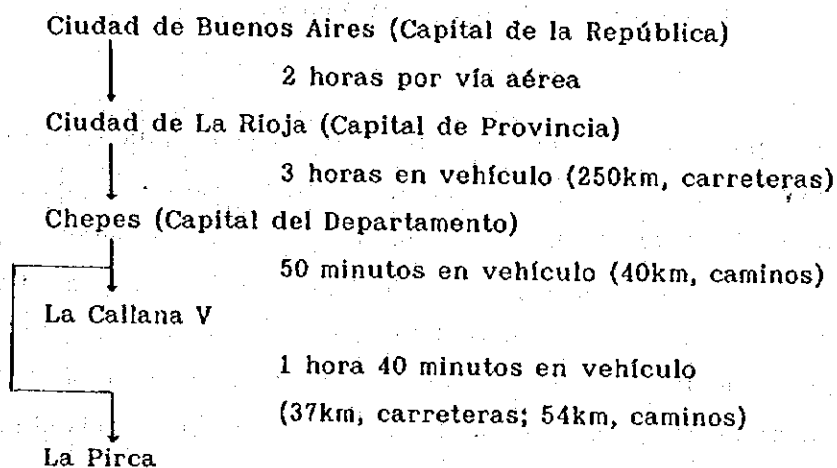 Ciudad de Buenos Aires (Capital de la República)
2 horas por vía aérea
Ciudad de La Rioja (Capital de Provincia)
3 horas en vehículo (250km, carreteras)
Chepes (Capital del Departamento)
50 minutos en vehículo (40km, caminos)
La Callana V
1 hora 40 minutos en vehículo
(37km, carreteras; 54km, caminos)
La Pirca